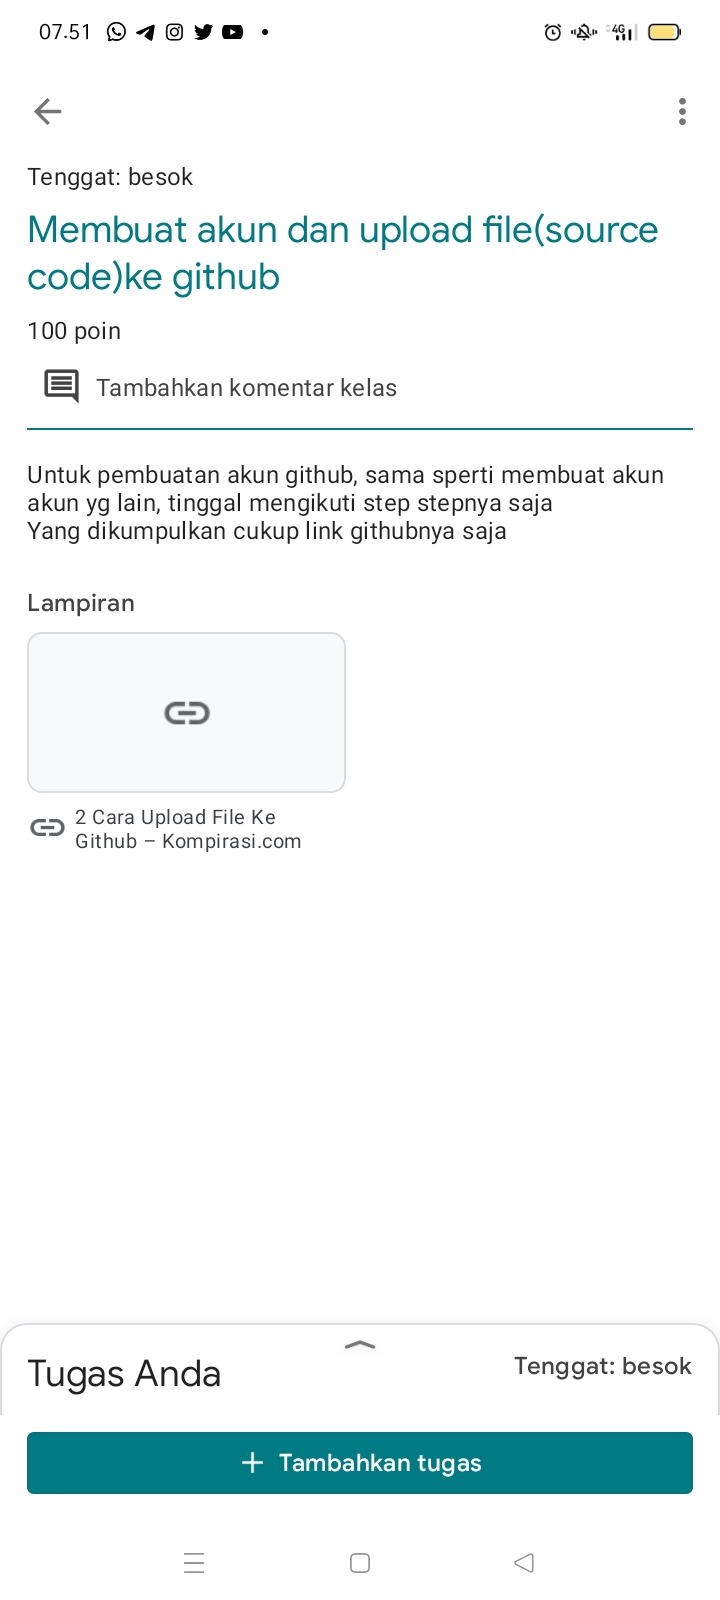 07.51
4G
Tenggat: besok
Membuat akun dan upload file(source
code)ke github
100 poin
Tambahkan komentar kelas
Untuk pembuatan akun github, sama sperti membuat akun
akun yg lain, tinggal mengikuti step stepnya saja
Yang dikumpulkan cukup link githubnya saja
Lampiran
2 Cara Upload File Ke
Github – Kompirasi.com
Tugas Anda
Tenggat: besok
+ Tambahkan tugas